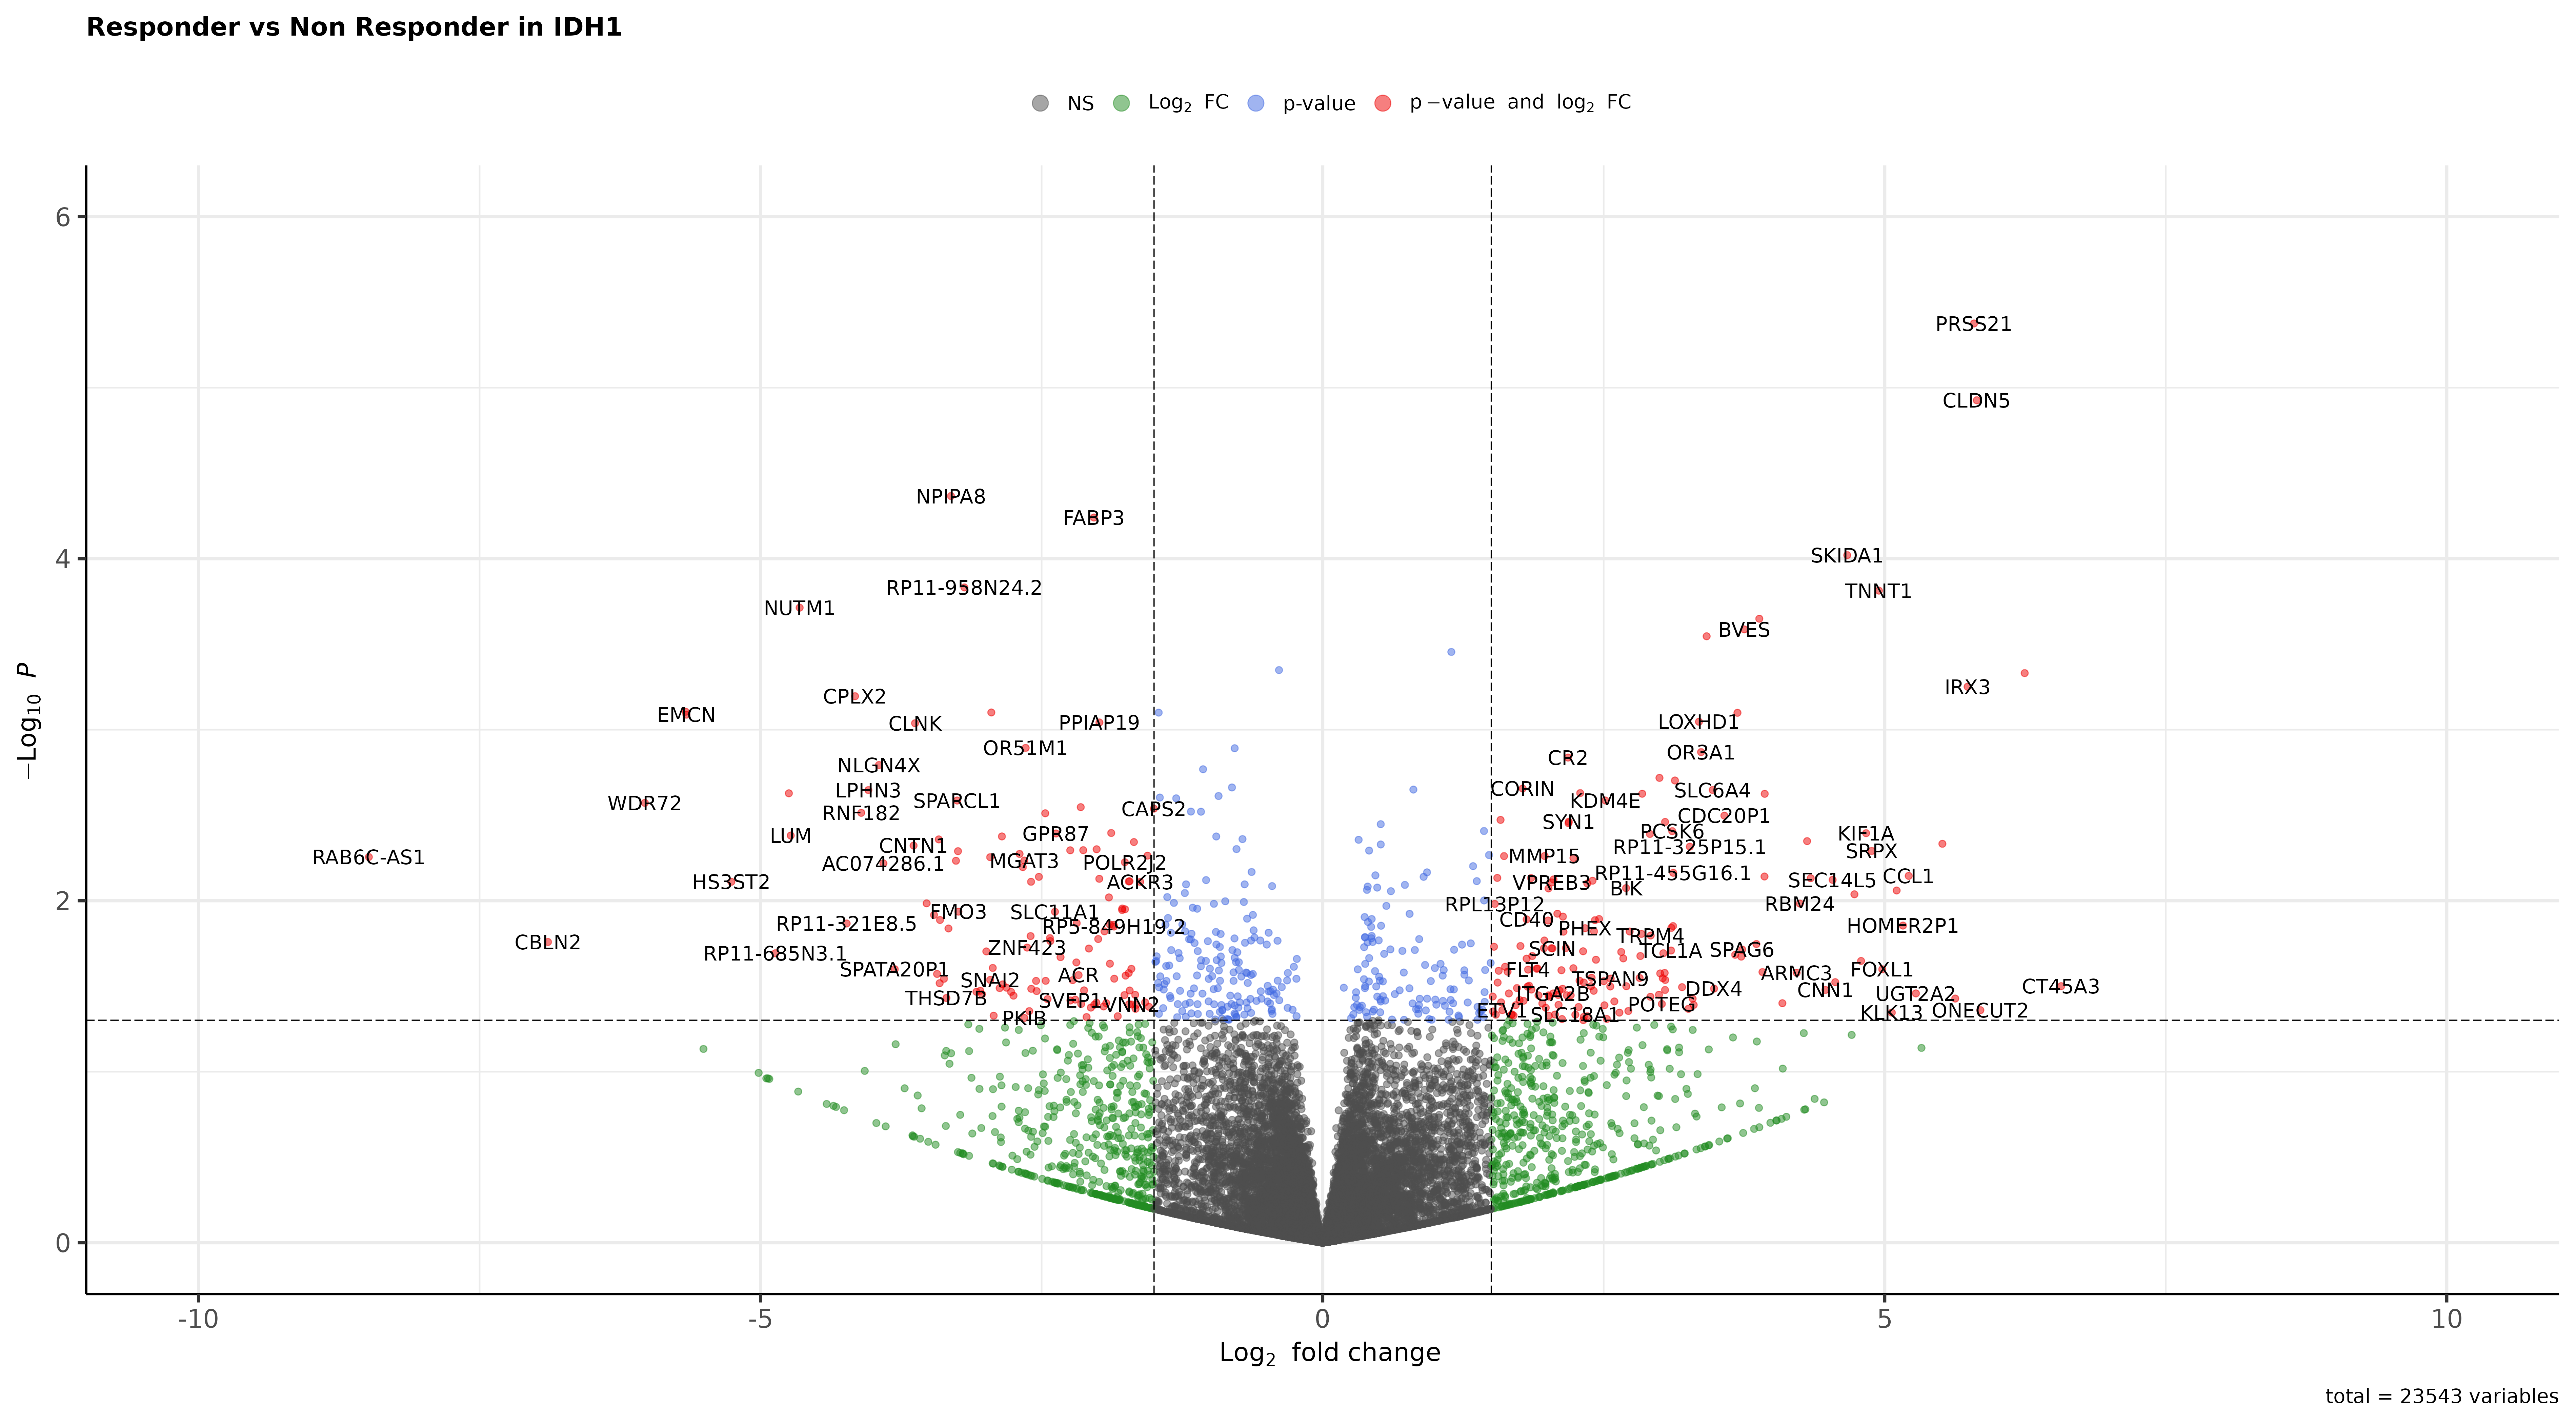 Responder vs Non Responder in IDH1
NS Log2 FC p-value p−value and log2 FC
6
PRSS21
CLDN5
NPIPA8
FABP3
4
SKIDA1
RP11-958N24.2
TNNT1
NUTM1
BVES
IRX3
CPLX2
EMCN
CLNK
PPIAP19
LOXHD1
OR51M1
OR3A1
CR2
NLGN4X
LPHN3
CORIN
SLC6A4
SPARCL1
KDM4E
WDR72
CAPS2
RNF182
CDC20P1
SYN1
PCSK6
KIF1A
GPR87
LUM
CNTN1
RP11-325P15.1
SRPX
RAB6C-AS1
MMP15
MGAT3
POLR2J2
AC074286.1
RP11-455G16.1
CCL1
SEC14L5
HS3ST2
ACKR3
VPREB3
BIK
2
RPL13P12
RBM24
FMO3
SLC11A1
CD40
RP11-321E8.5
HOMER2P1
RP5-849H19.2
PHEX
TRPM4
CBLN2
ZNF423
SCIN
TCL1A
SPAG6
RP11-685N3.1
SPATA20P1
FLT4
FOXL1
ARMC3
ACR
SNAI2
TSPAN9
CT45A3
DDX4
CNN1
ITGA2B
UGT2A2
THSD7B
SVEP1
VNN2
POTEG
ETV1
ONECUT2
KLK13
SLC18A1
PKIB
0
−Log10 P
-10 -5 0 5 10
Log2 fold change
total = 23543 variables